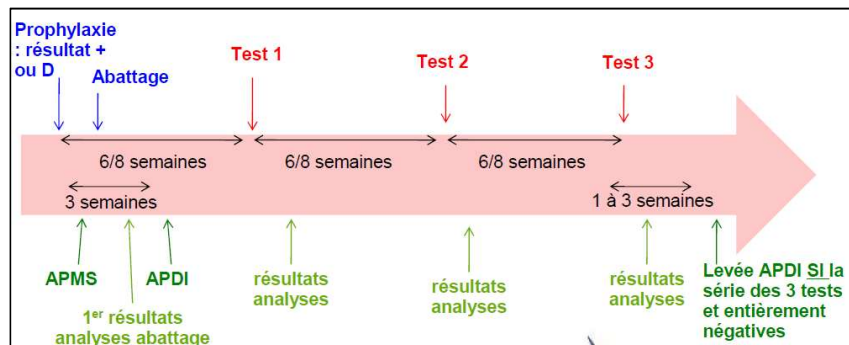 Prophylaxie
: résultat +
ou D
Abattage
Test 1
Test 2
Test 3
6/8 semaines
6/8 semaines
6/8 semaines
3 semaines
1 à 3 semaines
APMS
APDI
1er résultats
analyses abattage
résultats
analyses
résultats
analyses
résultats
analyses
Levée APDI SI la
série des 3 tests
et entièrement
négatives